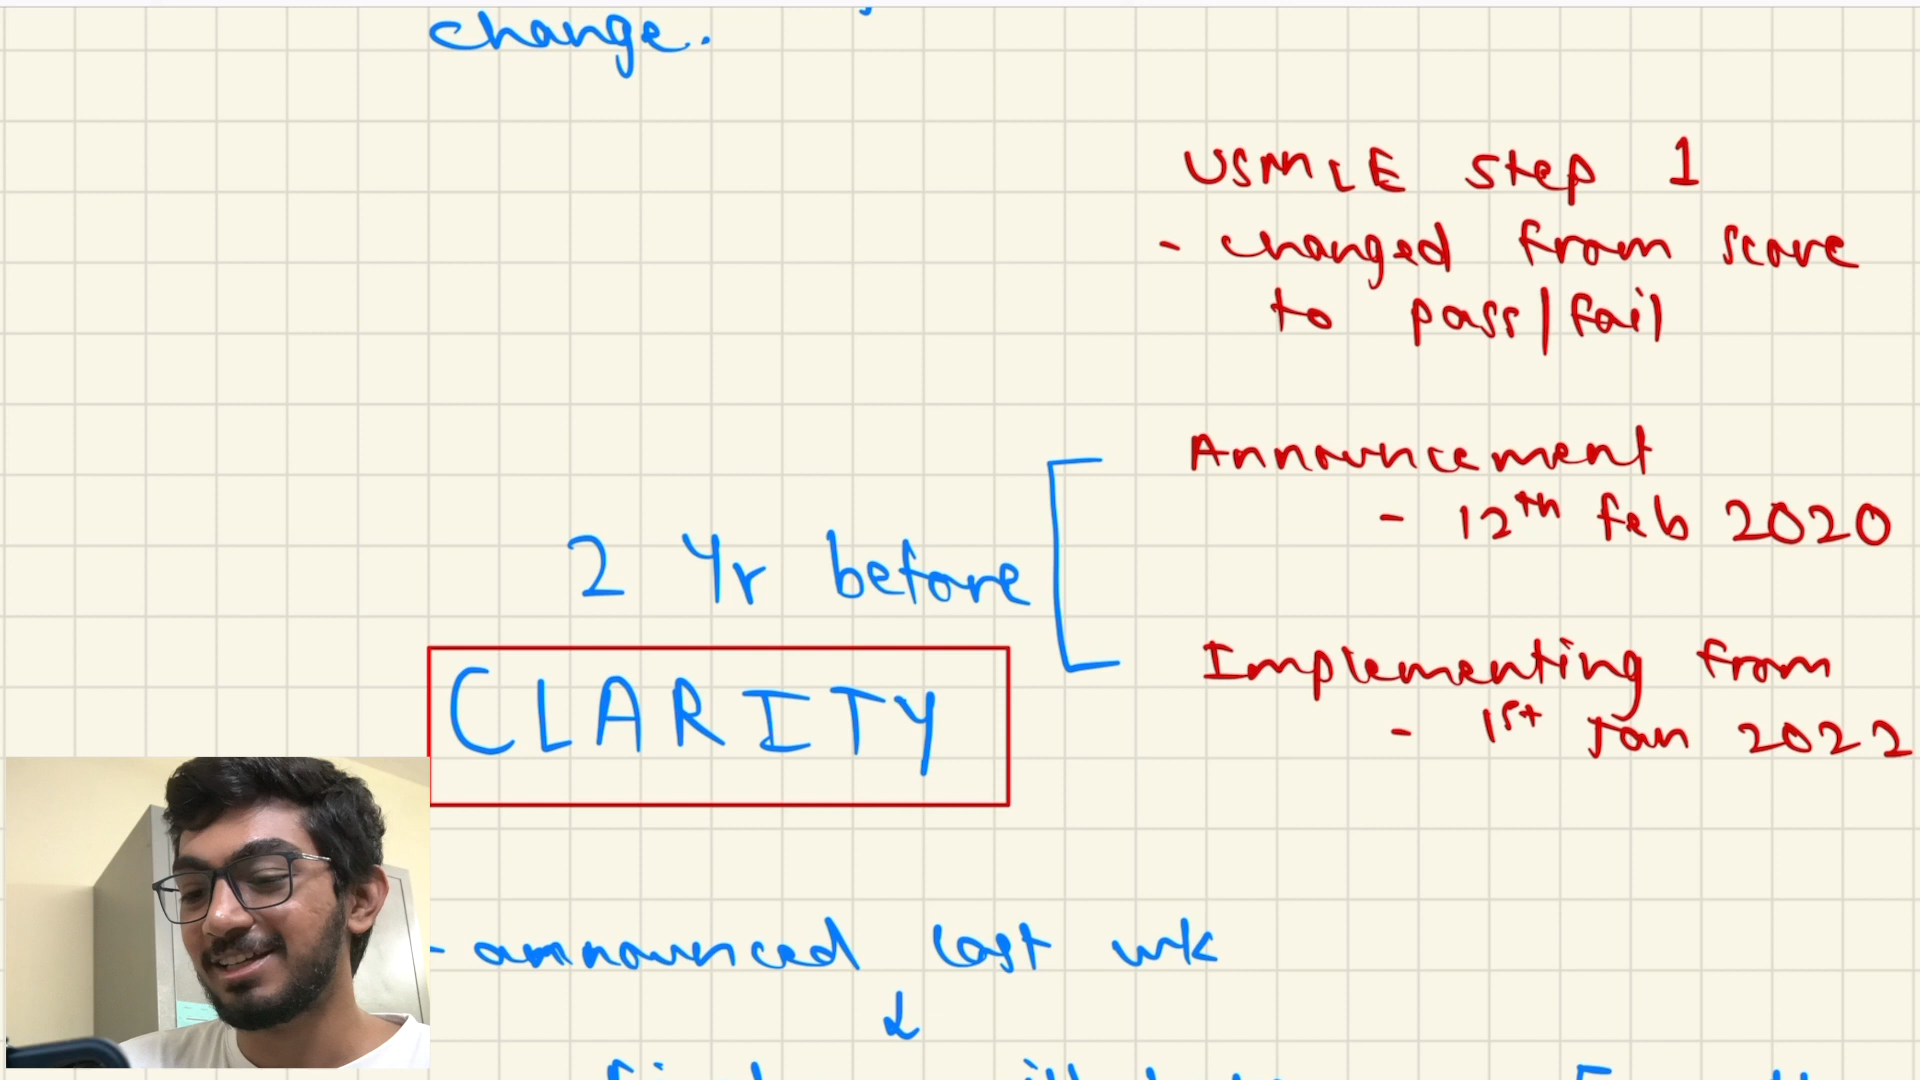 change.
USMLE Step 1
- changed from score
to pass/fail
Announcement
- 12th Feb 2020
2 Yr before
Implementing from
- 1st Jan 2022
CLARITY
- announced last wk
↓